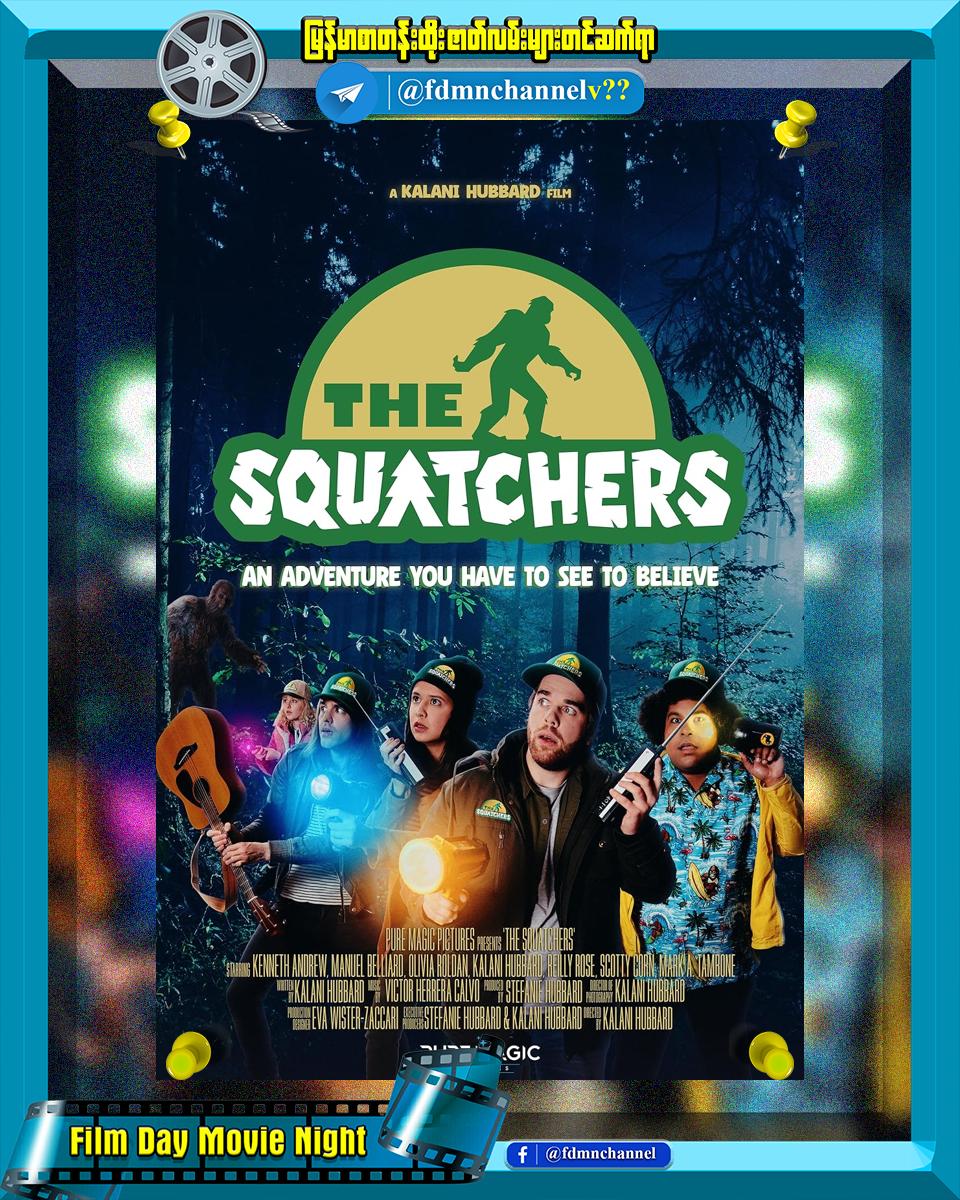 မြန်မာစာတန်းထိုးဇာတ်လမ်းများတင်ဆက်ရာ
@fdmnchannelv??
A KALANI HUBBARD FILM
THE
SQUATCHERS
AN ADVENTURE YOU HAVE TO SEE TO BELIEVE
SQUATCHERS
THE SQUATCHERS
PURE MAGIC PICTURES PRESENTS 'THE SQUATCHERS'
STARRING KENNETH ANDREW, MANUEL BELLIARD, OLIVIA ROLDAN, KALANI HUBBARD, REILLY ROSE, SCOTTY CORN, MARK A. TAMBONE
WRITTEN BY KALANI HUBBARD MUSIC BY VICTOR HERRERA CALVO PRODUCED BY STEFANIE HUBBARD DIRECTOR OF PHOTOGRAPHY KALANI HUBBARD
PRODUCTION DESIGNER EVA WISTER-ZACCARI EXECUTIVE PRODUCERS STEFANIE HUBBARD & KALANI HUBBARD DIRECTED BY KALANI HUBBARD
Film Day Movie Night
@fdmnchannel